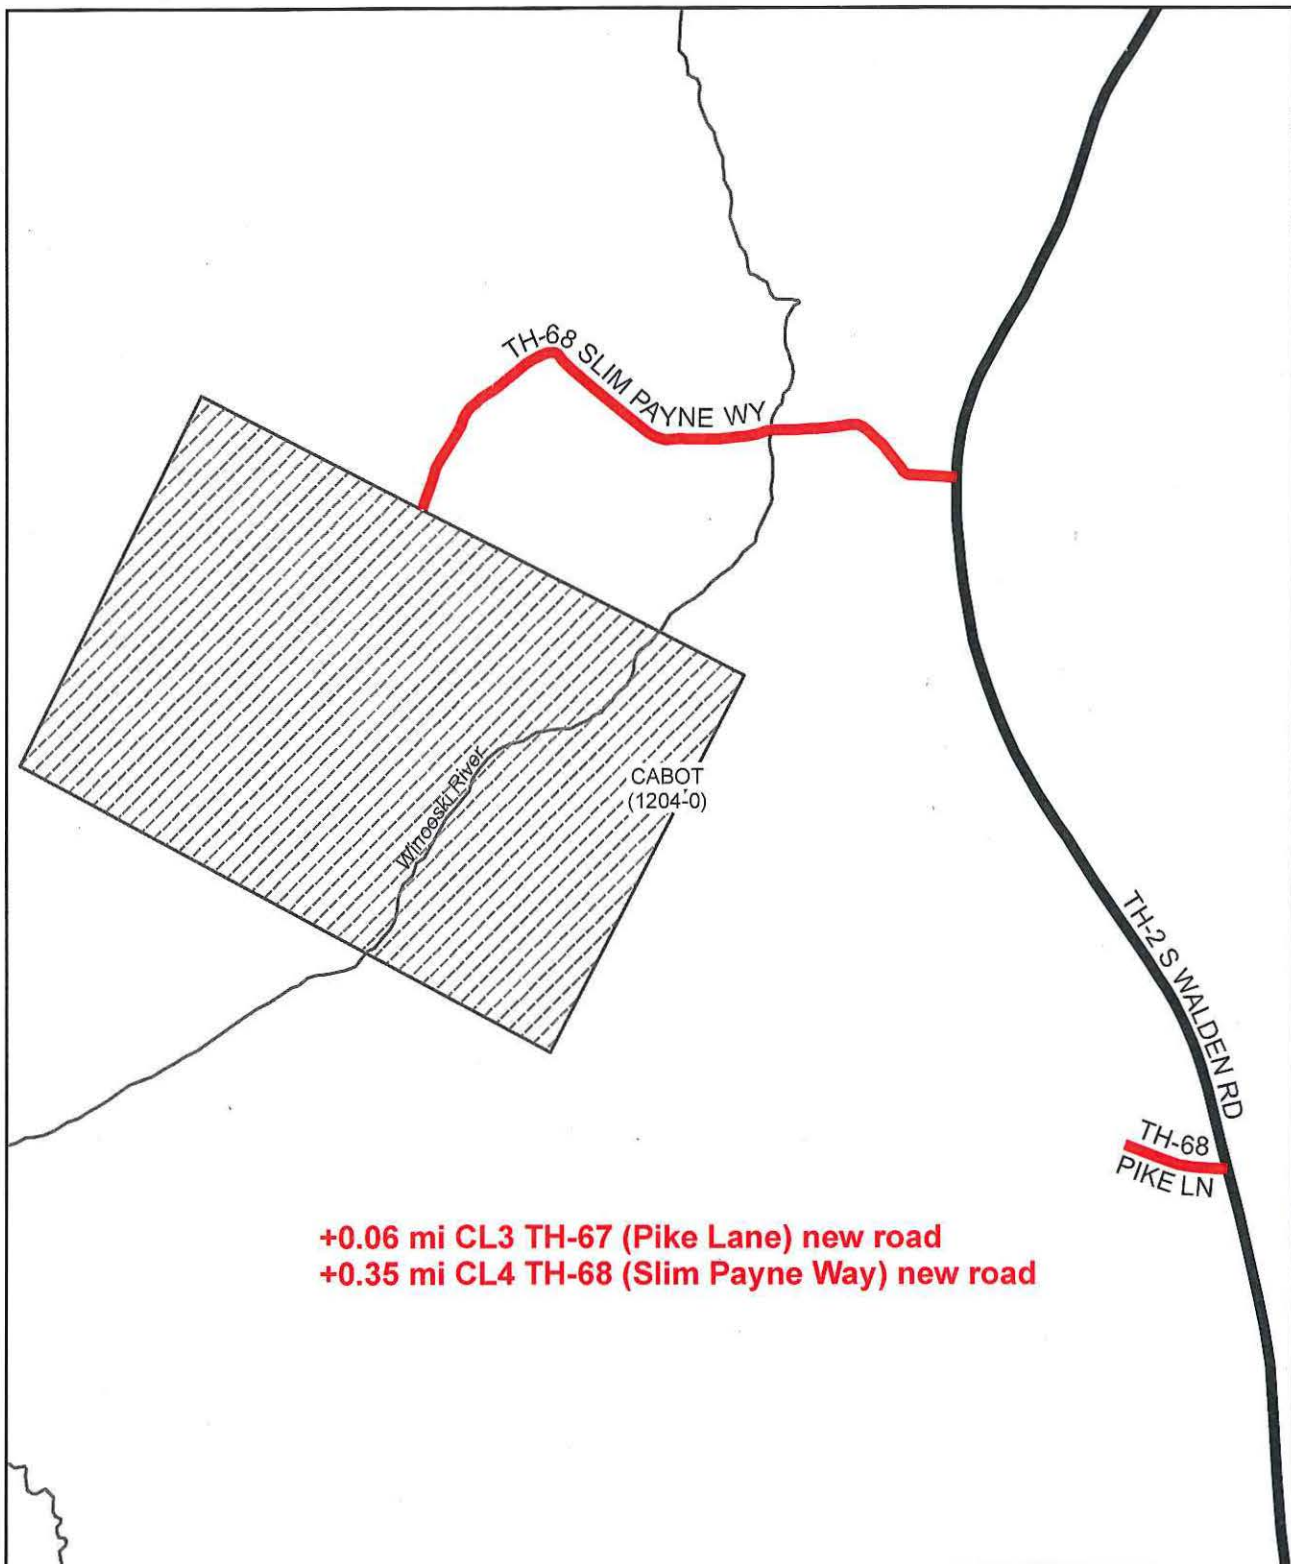 TH-68 SLIM PAYNE WY
Winooski River
CABOT
(1204-0)
TH-2 S WALDEN RD
TH-68
PIKE LN
+0.06 mi CL3 TH-67 (Pike Lane) new road
+0.35 mi CL4 TH-68 (Slim Payne Way) new road